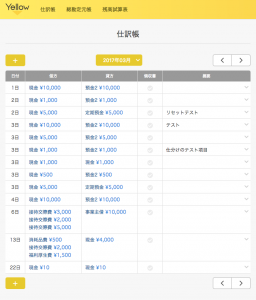 Yellow 仕訳帳 総勘定元帳 残高試算表
仕訳帳
+ 2017年03月
日付 借方 貸方 領収書 摘要
1日 現金 ¥10,000 預金2 ¥10,000
2日 現金 ¥1,000 預金2 ¥1,000
2日 現金 ¥5,000 定期預金 ¥5,000 リセットテスト
3日 現金 ¥10,000 預金2 ¥10,000 テスト
3日 現金 ¥5,000 預金2 ¥5,000
3日 現金 ¥1,000 預金2 ¥1,000 仕分けのテスト項目
3日 現金 ¥1,000 現金 ¥1,000
3日 現金 ¥500 預金2 ¥500
3日 現金 ¥5,000 定期預金 ¥5,000
4日 現金 ¥10,000 預金2 ¥10,000
6日 接待交際費 ¥3,000 事業主借 ¥10,000
接待交際費 ¥2,000
接待交際費 ¥5,000
13日 消耗品費 ¥500 現金 ¥4,000
接待交際費 ¥2,000
福利厚生費 ¥1,500
22日 現金 ¥10 現金 ¥10
+